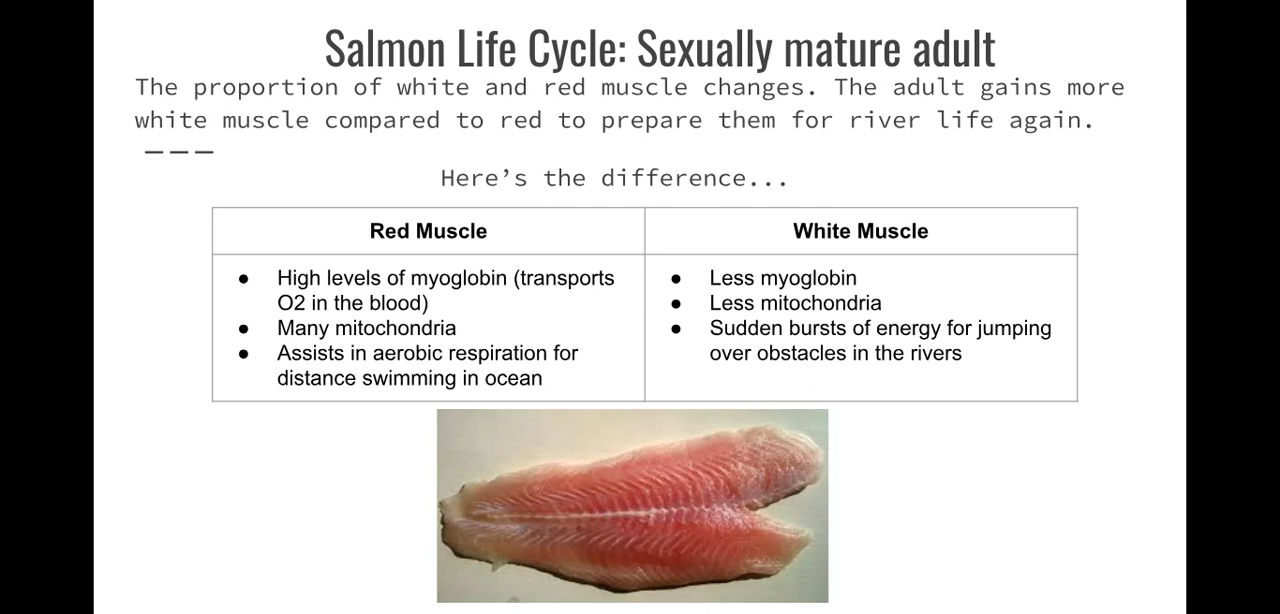 Salmon Life Cycle: Sexually mature adult
The proportion of white and red muscle changes. The adult gains more
white muscle compared to red to prepare them for river life again.
Here’s the difference...
Red Muscle
● High levels of myoglobin (transports
O2 in the blood)
● Many mitochondria
● Assists in aerobic respiration for
distance swimming in ocean
White Muscle
● Less myoglobin
● Less mitochondria
● Sudden bursts of energy for jumping
over obstacles in the rivers